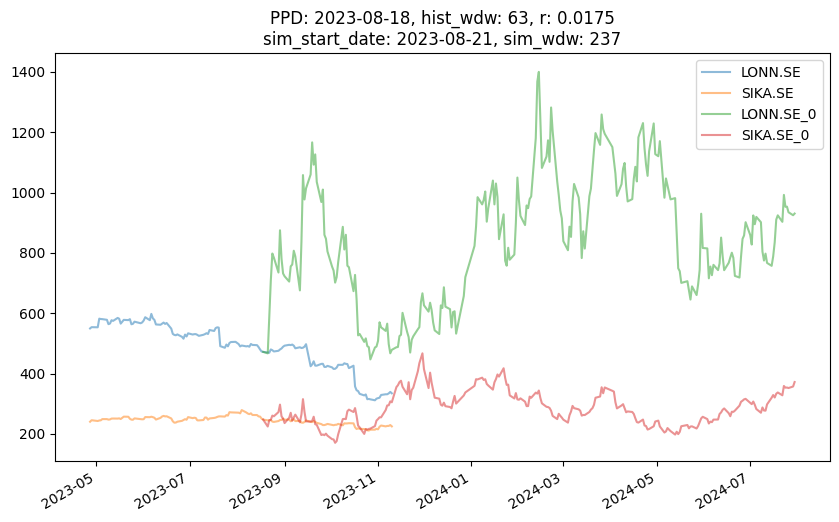 PPD: 2023-08-18, hist_wdw: 63, r: 0.0175
sim_start_date: 2023-08-21, sim_wdw: 237
LONN.SE
SIKA.SE
LONN.SE_0
SIKA.SE_0
1400
1200
1000
800
600
400
200
2023-05
2023-07
2023-09
2023-11
2024-01
2024-03
2024-05
2024-07